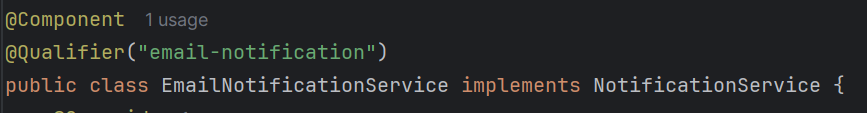 @Component 1 usage
@Qualifier("email-notification")
public class EmailNotificationService implements NotificationService {